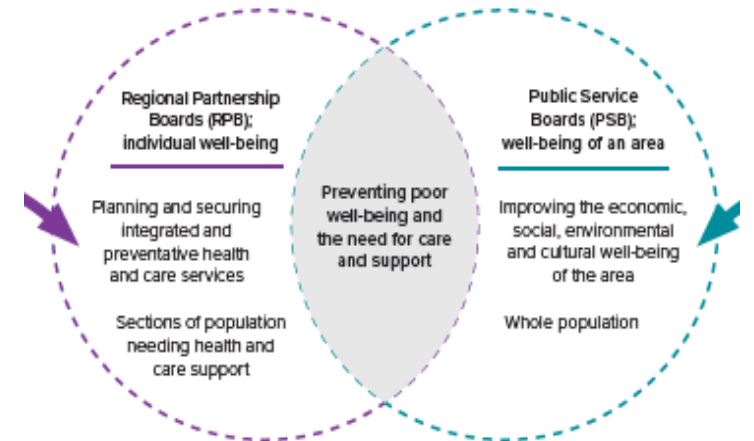 Regional Partnership
Boards (RPB);
individual well-being
Planning and securing
integrated and
preventative health
and care services
Sections of population
needing health and
care support
Preventing poor
well-being and
the need for care
and support
Public Service
Boards (PSB);
well-being of an area
Improving the economic,
social, environmental
and cultural well-being
of the area
Whole population